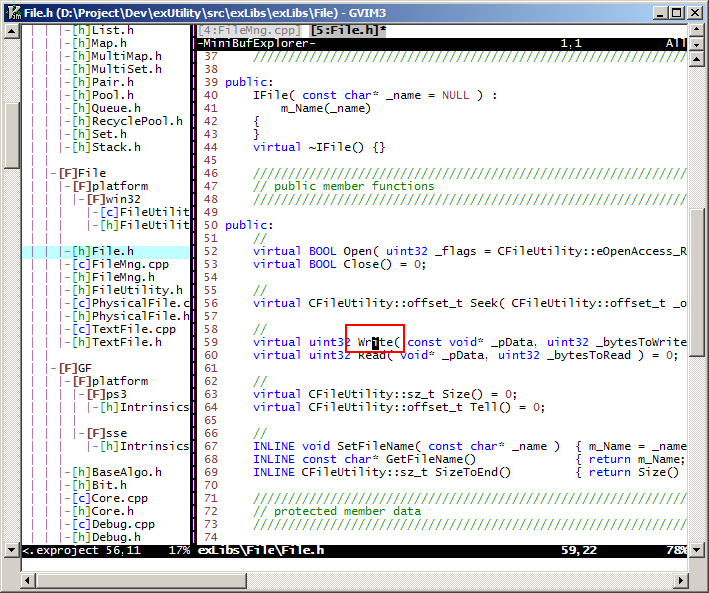 File.h (D:\Project\Dev\exUtility\src\exLibs\exLibs\File) - GVIM3
-[h]List.h
-[h]Map.h
-[h]MultiMap.h
-[h]MultiSet.h
-[h]Pair.h
-[h]Pool.h
-[h]Queue.h
-[h]RecyclePool.h
-[h]Set.h
-[h]Stack.h
-[F]File
-[F]platform
-[F]win32
-[c]FileUtilit
-[h]FileUtilit
-[h]File.h
-[c]FileMng.cpp
-[h]FileMng.h
-[h]FileUtility.h
-[c]PhysicalFile.c
-[h]PhysicalFile.h
-[c]TextFile.cpp
-[h]TextFile.h
-[F]GF
-[F]platform
-[F]ps3
-[h]Intrinsics
-[F]sse
-[h]Intrinsics
-[h]BaseAlgo.h
-[h]Bit.h
-[c]Core.cpp
-[h]Core.h
-[c]Debug.cpp
-[h]Debug.h
<.exproject 56,11 17%
[4:FileMng.cpp] [5:File.h]*
-MiniBufExplorer- 1,1 All
37 ////////////////////////////////////////////////////////////
38
39 public:
40 IFile( const char* _name = NULL ) :
41 m_Name(_name)
42 {
43 }
44 virtual ~IFile() {}
45
46 ////////////////////////////////////////////////////////////
47 // public member functions
48 ////////////////////////////////////////////////////////////
49
50 public:
51 //
52 virtual BOOL Open( uint32 _flags = CFileUtility::eOpenAccess_R
53 virtual BOOL Close() = 0;
54
55 //
56 virtual CFileUtility::offset_t Seek( CFileUtility::offset_t _o
57
58 //
59 virtual uint32 Write( const void* _pData, uint32 _bytesToWrite
60 virtual uint32 Read( void* _pData, uint32 _bytesToRead ) = 0;
61
62 //
63 virtual CFileUtility::sz_t Size() = 0;
64 virtual CFileUtility::offset_t Tell() = 0;
65
66 //
67 INLINE void SetFileName( const char* _name ) { m_Name = _name
68 INLINE const char* GetFileName() { return m_Name;
69 INLINE CFileUtility::sz_t SizeToEnd() { return Size()
70
71 ////////////////////////////////////////////////////////////
72 // protected member data
73 ////////////////////////////////////////////////////////////
74
exLibs\File\File.h 59,22 78%